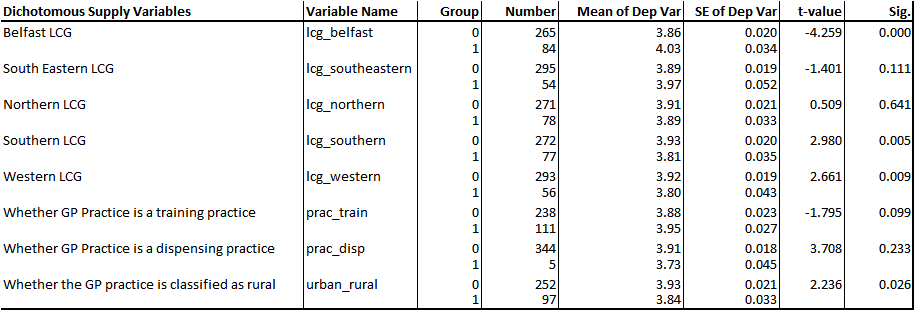 Dichotomous Supply Variables Variable Name Group Number Mean of Dep Var SE of Dep Var t-value Sig.
Belfast LCG lcg_belfast 0 265 3.86 0.020 -4.259 0.000
1 84 4.03 0.034
South Eastern LCG lcg_southeastern 0 295 3.89 0.019 -1.401 0.111
1 54 3.97 0.052
Northern LCG lcg_northern 0 271 3.91 0.021 0.509 0.641
1 78 3.89 0.033
Southern LCG lcg_southern 0 272 3.93 0.020 2.980 0.005
1 77 3.81 0.035
Western LCG lcg_western 0 293 3.92 0.019 2.661 0.009
1 56 3.80 0.043
Whether GP Practice is a training practice prac_train 0 238 3.88 0.023 -1.795 0.099
1 111 3.95 0.027
Whether GP Practice is a dispensing practice prac_disp 0 344 3.91 0.018 3.708 0.233
1 5 3.73 0.045
Whether the GP practice is classified as rural urban_rural 0 252 3.93 0.021 2.236 0.026
1 97 3.84 0.033